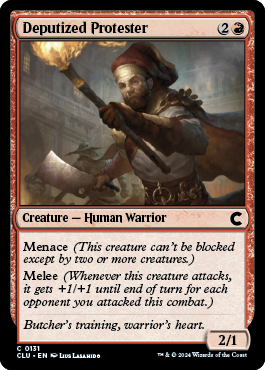 Deputized Protester 2
Creature — Human Warrior C
Menace (This creature can't be blocked
except by two or more creatures.)
Melee (Whenever this creature attacks,
it gets +1/+1 until end of turn for each
opponent you attacked this combat.)
Butcher's training, warrior's heart.
2/1
C 0131
CLU • EN Lius Lasahido
™ & © 2024 Wizards of the Coast